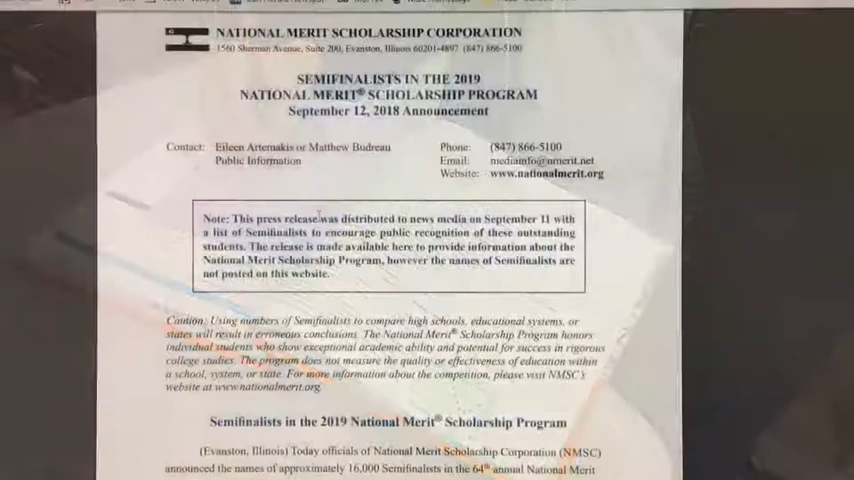 NATIONAL MERIT SCHOLARSHIP CORPORATION
1560 Sherman Avenue, Suite 200, Evanston, Illinois 60201-4897 (847) 866-5100
SEMIFINALISTS IN THE 2019
NATIONAL MERIT® SCHOLARSHIP PROGRAM
September 12, 2018 Announcement
Contact: Eileen Artemakis or Matthew Budreau
Public Information
Phone: (847) 866-5100
Email: mediainfo@nmerit.net
Website: www.nationalmerit.org
Note: This press release was distributed to news media on September 11 with
a list of Semifinalists to encourage public recognition of these outstanding
students. The release is made available here to provide information about the
National Merit Scholarship Program, however the names of Semifinalists are
not posted on this website.
Caution: Using numbers of Semifinalists to compare high schools, educational systems, or
states will result in erroneous conclusions. The National Merit® Scholarship Program honors
individual students who show exceptional academic ability and potential for success in rigorous
college studies. The program does not measure the quality or effectiveness of education within
a school, system, or state. For more information about the competition, please visit NMSC's
website at www.nationalmerit.org.
Semifinalists in the 2019 National Merit® Scholarship Program
(Evanston, Illinois) Today officials of National Merit Scholarship Corporation (NMSC)
announced the names of approximately 16,000 Semifinalists in the 64th annual National Merit